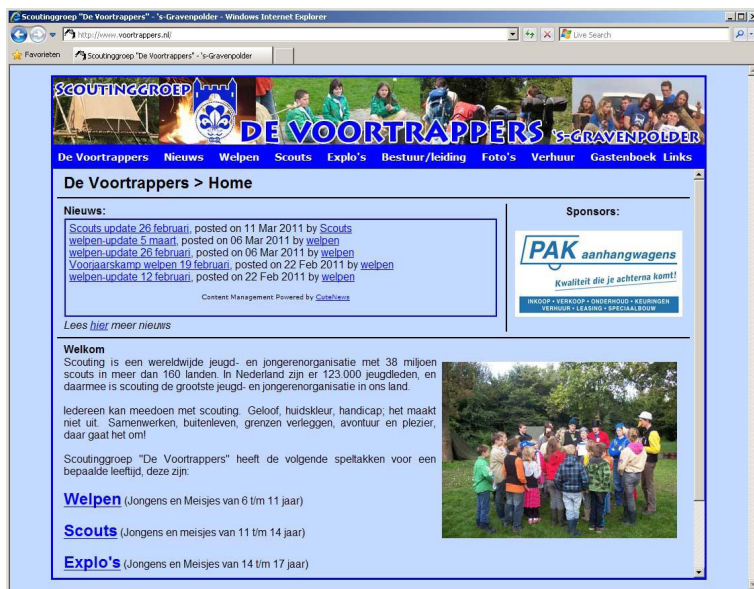 Scoutinggroep "De Voortrappers" - 's-Gravenpolder - Windows Internet Explorer
http://www.voortrappers.nl/
Live Search
Favorieten
Scoutinggroep "De Voortrappers" - 's-Gravenpolder
SCOUTINGGROEP
DE VOORTRAPPERS 'S-GRAVENPOLDER
De Voortrappers Nieuws Welpen Scouts Explo's Bestuur/leiding Foto's Verhuur Gastenboek Links
De Voortrappers > Home
Nieuws:
Scouts update 26 februari, posted on 11 Mar 2011 by Scouts
welpen-update 5 maart, posted on 06 Mar 2011 by welpen
welpen-update 26 februari, posted on 06 Mar 2011 by welpen
Voorjaarskamp welpen 19 februari, posted on 22 Feb 2011 by welpen
welpen-update 12 februari, posted on 22 Feb 2011 by welpen
Content Management Powered by CuteNews
Lees hier meer nieuws
Sponsors:
PAK aanhangwagens
Kwaliteit die je achterna komt!
INKOOP • VERKOOP • ONDERHOUD • KEURINGEN
VERHUUR • LEASING • SPECIAALBOUW
Welkom
Scouting is een wereldwijde jeugd- en jongerenorganisatie met 38 miljoen
scouts in meer dan 160 landen. In Nederland zijn er 123.000 jeugdleden, en
daarmee is scouting de grootste jeugd- en jongerenorganisatie in ons land.
Iedereen kan meedoen met scouting. Geloof, huidskleur, handicap; het maakt
niet uit. Samenwerken, buitenleven, grenzen verleggen, avontuur en plezier,
daar gaat het om!
Scoutinggroep "De Voortrappers" heeft de volgende speltakken voor een
bepaalde leeftijd, deze zijn:
Welpen (Jongens en Meisjes van 6 t/m 11 jaar)
Scouts (Jongens en meisjes van 11 t/m 14 jaar)
Explo's (Jongens en Meisjes van 14 t/m 17 jaar)